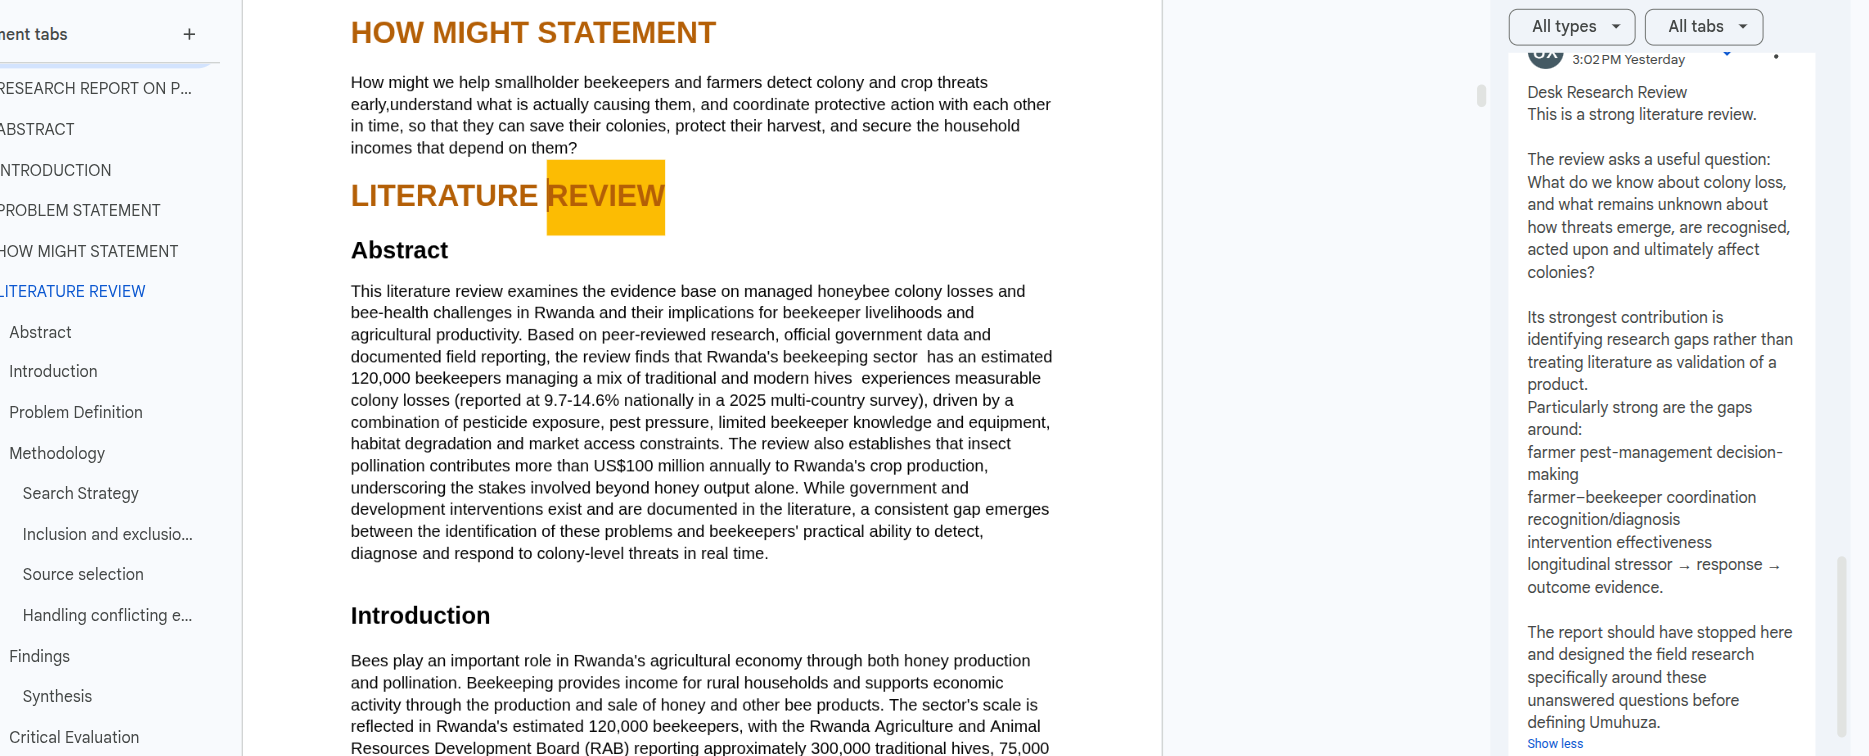 ment tabs
+
RESEARCH REPORT ON P...
ABSTRACT
INTRODUCTION
PROBLEM STATEMENT
HOW MIGHT STATEMENT
LITERATURE REVIEW
Abstract
Introduction
Problem Definition
Methodology
Search Strategy
Inclusion and exclusio...
Source selection
Handling conflicting e...
Findings
Synthesis
Critical Evaluation
HOW MIGHT STATEMENT
How might we help smallholder beekeepers and farmers detect colony and crop threats
early,understand what is actually causing them, and coordinate protective action with each other
in time, so that they can save their colonies, protect their harvest, and secure the household
incomes that depend on them?
LITERATURE REVIEW
Abstract
This literature review examines the evidence base on managed honeybee colony losses and
bee-health challenges in Rwanda and their implications for beekeeper livelihoods and
agricultural productivity. Based on peer-reviewed research, official government data and
documented field reporting, the review finds that Rwanda's beekeeping sector  has an estimated
120,000 beekeepers managing a mix of traditional and modern hives  experiences measurable
colony losses (reported at 9.7-14.6% nationally in a 2025 multi-country survey), driven by a
combination of pesticide exposure, pest pressure, limited beekeeper knowledge and equipment,
habitat degradation and market access constraints. The review also establishes that insect
pollination contributes more than US$100 million annually to Rwanda's crop production,
underscoring the stakes involved beyond honey output alone. While government and
development interventions exist and are documented in the literature, a consistent gap emerges
between the identification of these problems and beekeepers' practical ability to detect,
diagnose and respond to colony-level threats in real time.
Introduction
Bees play an important role in Rwanda's agricultural economy through both honey production
and pollination. Beekeeping provides income for rural households and supports economic
activity through the production and sale of honey and other bee products. The sector's scale is
reflected in Rwanda's estimated 120,000 beekeepers, with the Rwanda Agriculture and Animal
Resources Development Board (RAB) reporting approximately 300,000 traditional hives, 75,000
All types
All tabs
3:02 PM Yesterday
Desk Research Review
This is a strong literature review.
The review asks a useful question:
What do we know about colony loss,
and what remains unknown about
how threats emerge, are recognised,
acted upon and ultimately affect
colonies?
Its strongest contribution is
identifying research gaps rather than
treating literature as validation of a
product.
Particularly strong are the gaps
around:
farmer pest-management decision-
making
farmer–beekeeper coordination
recognition/diagnosis
intervention effectiveness
longitudinal stressor → response →
outcome evidence.
The report should have stopped here
and designed the field research
specifically around these
unanswered questions before
defining Umuhuza.
Show less